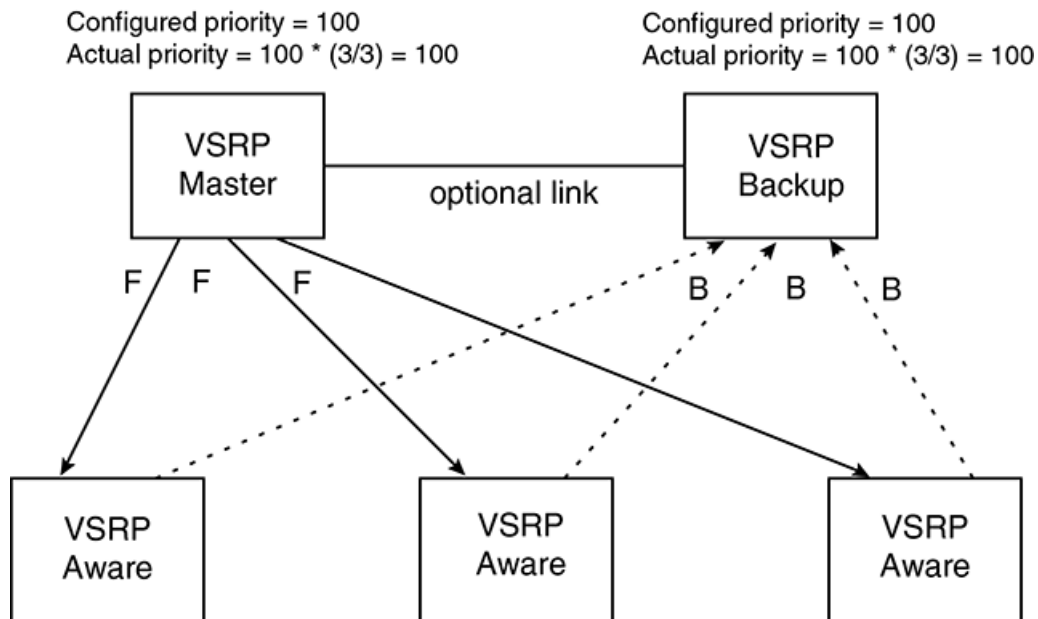 Configured priority = 100
Actual priority = 100 * (3/3) = 100
Configured priority = 100
Actual priority = 100 * (3/3) = 100
VSRP
Master
optional link
VSRP
Backup
F
F
F
B
B
B
VSRP
Aware
VSRP
Aware
VSRP
Aware